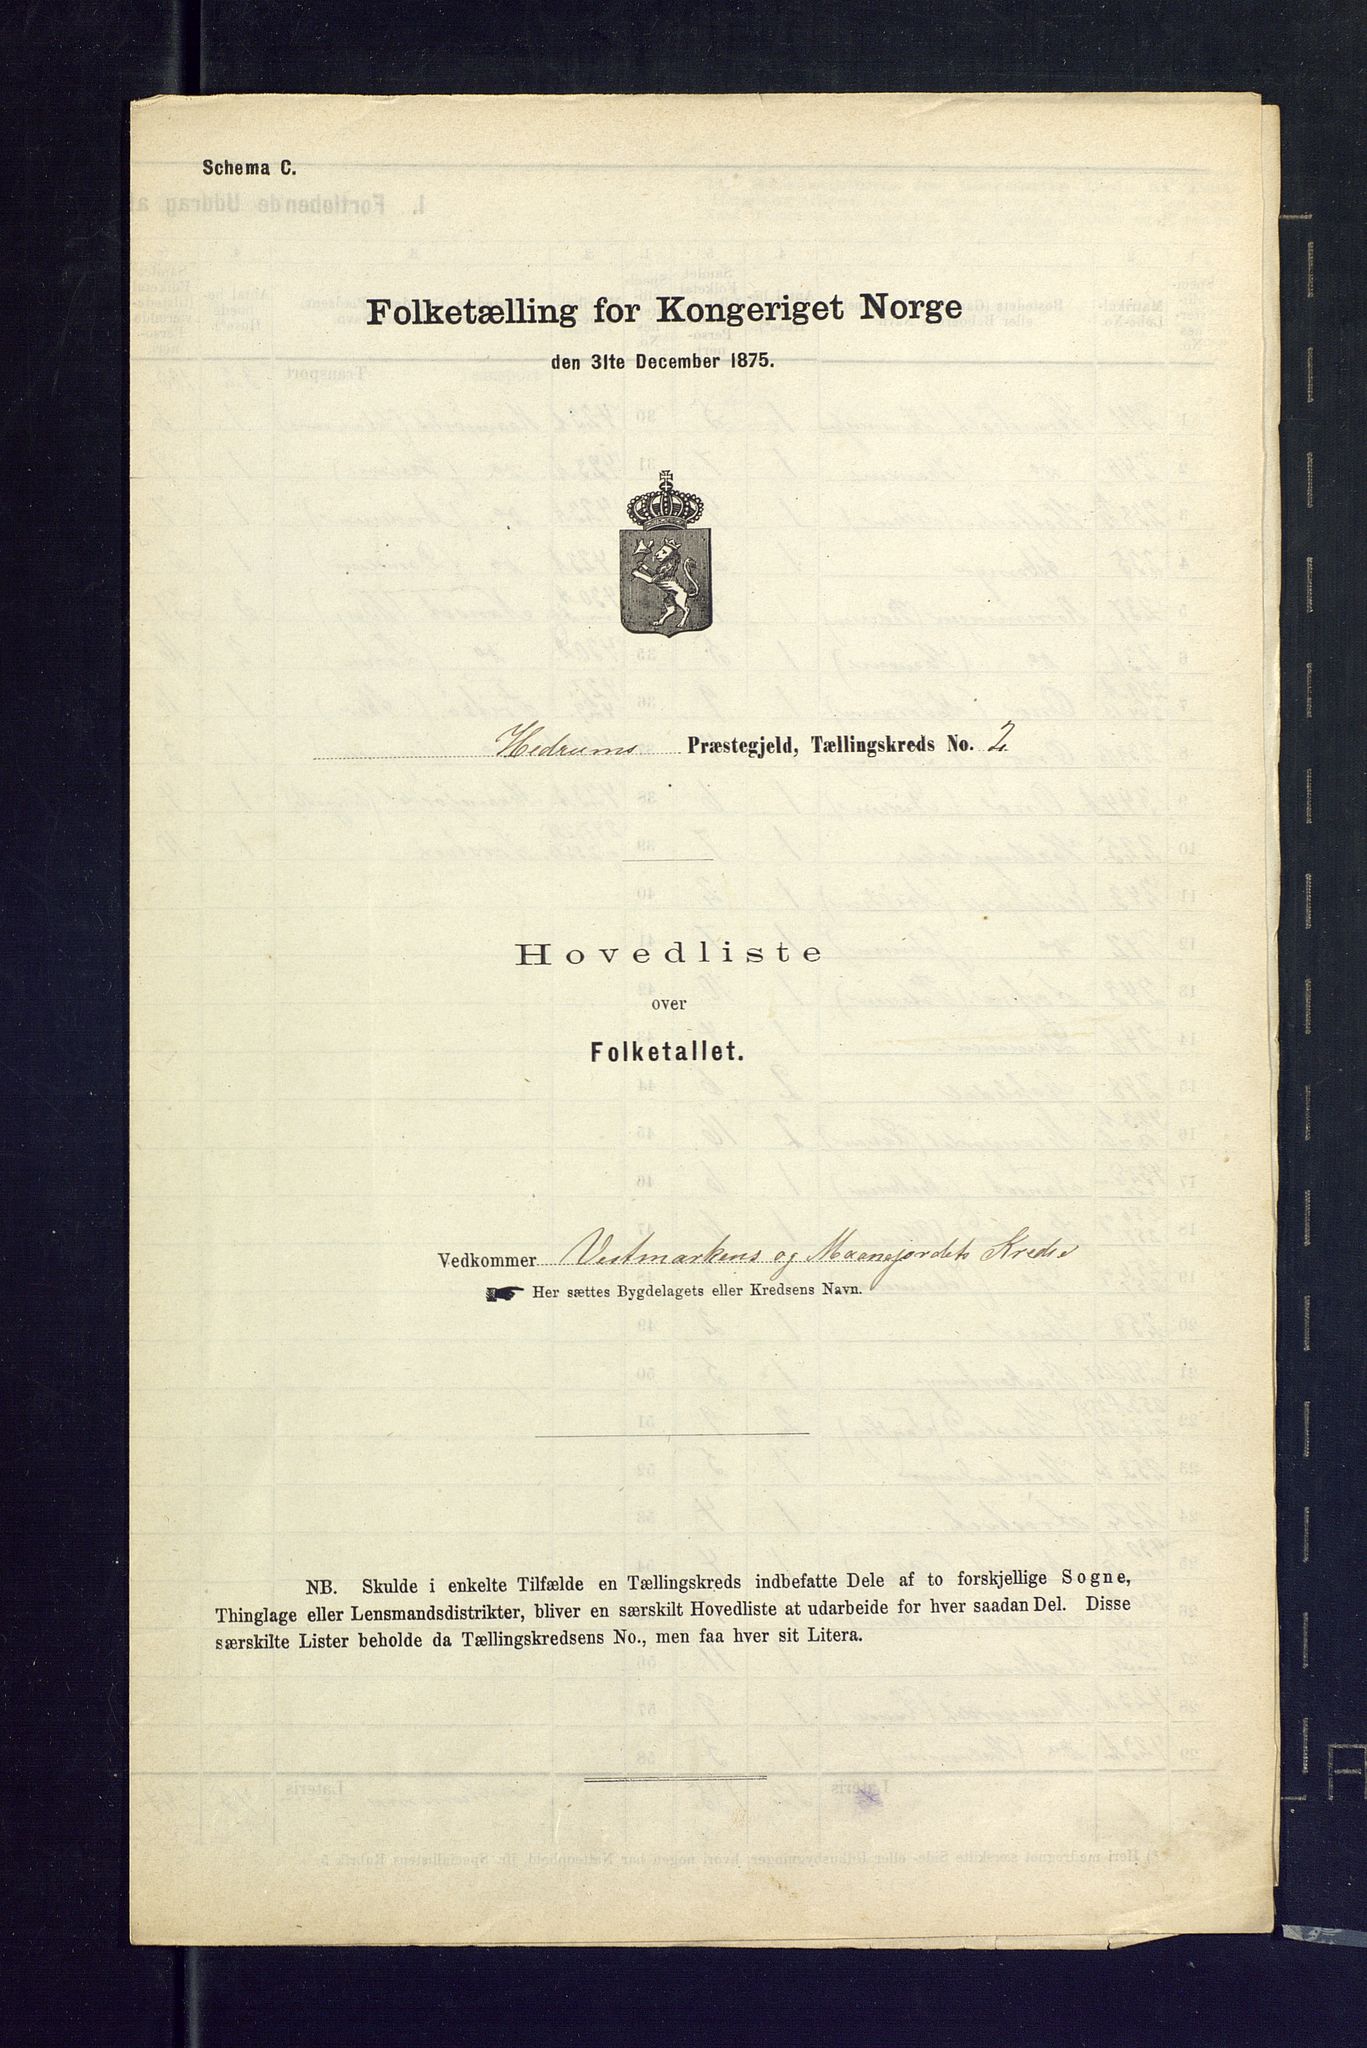 Schema C.
Folketælling for Kongeriget Norge
den 31te December 1875.
Hedrums Præstegjeld, Tællingskreds No. 2
Hovedliste
over
Folketallet.
Vedkommer Vestmarkens og Maanejordets Kredse
Her sættes Bygdelagets eller Kredsens Navn.
NB. Skulde i enkelte Tilfælde en Tællingskreds indbefatte Dele af to forskjellige Sogne,
Thinglage eller Lensmandsdistrikter, bliver en særskilt Hovedliste at udarbeide for hver saadan Del. Disse
særskilte Lister beholde da Tællingskredsens No., men faa hver sit Litera.